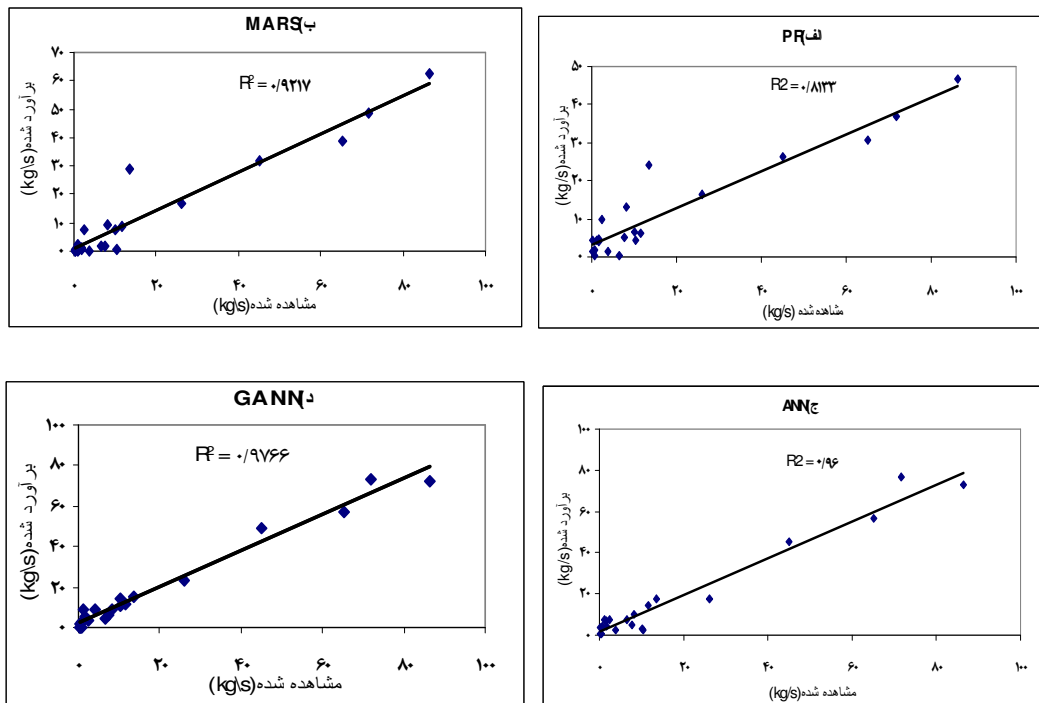 الف)PR
R2 = ۰/۸۱۳۳
برآورد شده(kg/s)
۵۰
۴۰
۳۰
۲۰
۱۰
۰
۰ ۲۰ ۴۰ ۶۰ ۸۰ ۱۰۰
مشاهده شده(kg/s)
ب)MARS
R² = ۰/۹۲۱۷
برآورد شده(kg\s)
۷۰
۶۰
۵۰
۴۰
۳۰
۲۰
۱۰
۰
۰ ۲۰ ۴۰ ۶۰ ۸۰ ۱۰۰
مشاهده شده(kg\s)
ج)ANN
R2 = ۰/۹۶
برآورد شده(kg/s)
۱۰۰
۸۰
۶۰
۴۰
۲۰
۰
۰ ۲۰ ۴۰ ۶۰ ۸۰ ۱۰۰
مشاهده شده(kg/s)
د)GANN
R² = ۰/۹۷۶۶
برآورد شده(kg\s)
۱۰۰
۸۰
۶۰
۴۰
۲۰
۰
۰ ۲۰ ۴۰ ۶۰ ۸۰ ۱۰۰
مشاهده شده(kg\s)